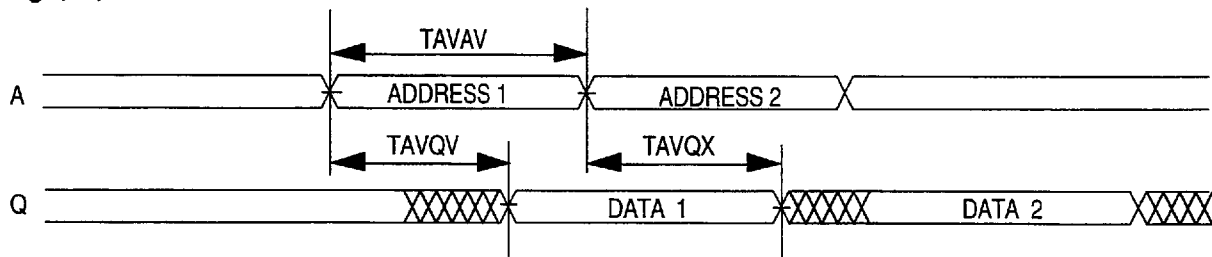 TAVAV
A ADDRESS 1 ADDRESS 2
TAVQV TAVQX
Q DATA 1 DATA 2